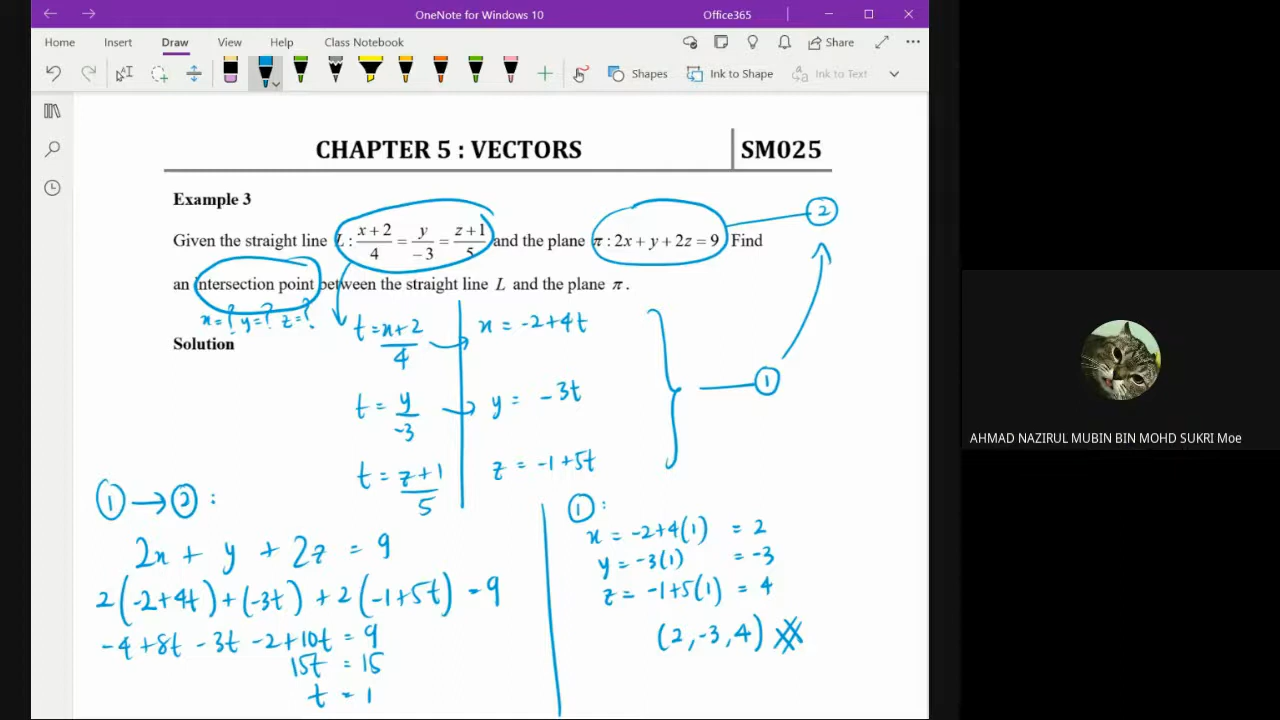 OneNote for Windows 10
Office365
Home Insert Draw View Help Class Notebook
Share
Shapes Ink to Shape Ink to Text
CHAPTER 5 : VECTORS SM025
Example 3
Given the straight line L : (x+2)/4 = y/-3 = (z+1)/5 and the plane π : 2x + y + 2z = 9 Find
an intersection point between the straight line L and the plane π .
x=? y=? z=?
Solution
t = x+2/4
x = -2+4t
t = y/-3
y = -3t
t = z+1/5
z = -1+5t
1
2
① → ② :
2x + y + 2z = 9
2(-2+4t)+(-3t)+2(-1+5t) = 9
-4+8t -3t -2+10t = 9
15t = 15
t = 1
① :
x = -2+4(1) = 2
y = -3(1) = -3
z = -1+5(1) = 4
(2,-3,4)
AHMAD NAZIRUL MUBIN BIN MOHD SUKRI Moe